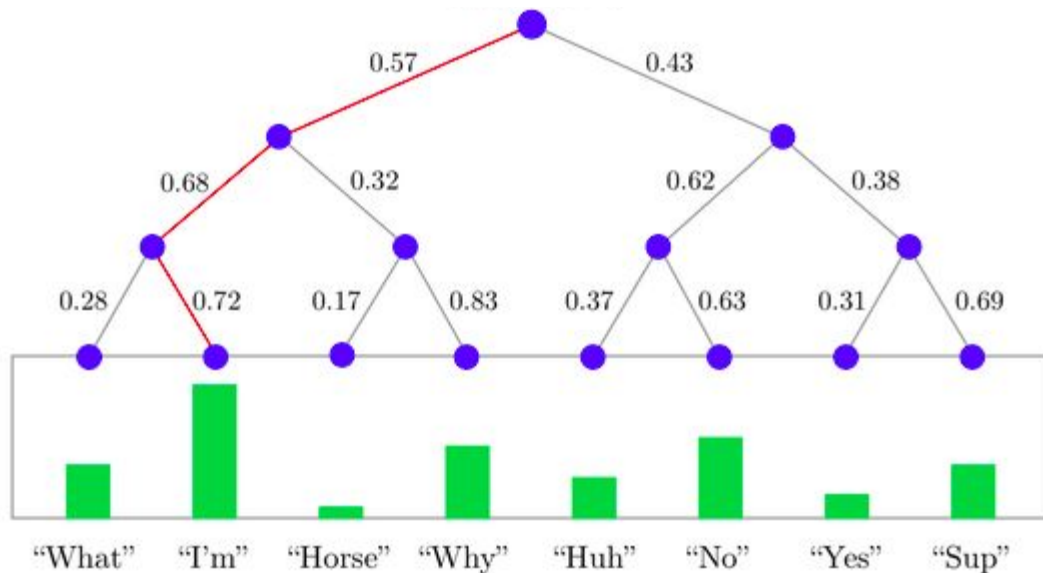 0.57 0.43
0.68 0.32 0.62 0.38
0.28 0.72 0.17 0.83 0.37 0.63 0.31 0.69
“What” “I’m” “Horse” “Why” “Huh” “No” “Yes” “Sup”